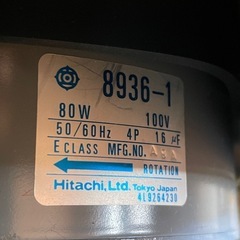 8936-1
80W 100V
50/60Hz 4P 16 μF
E CLASS MFG.NO.
ROTATION
Hitachi, Ltd. Tokyo Japan
4L9264230